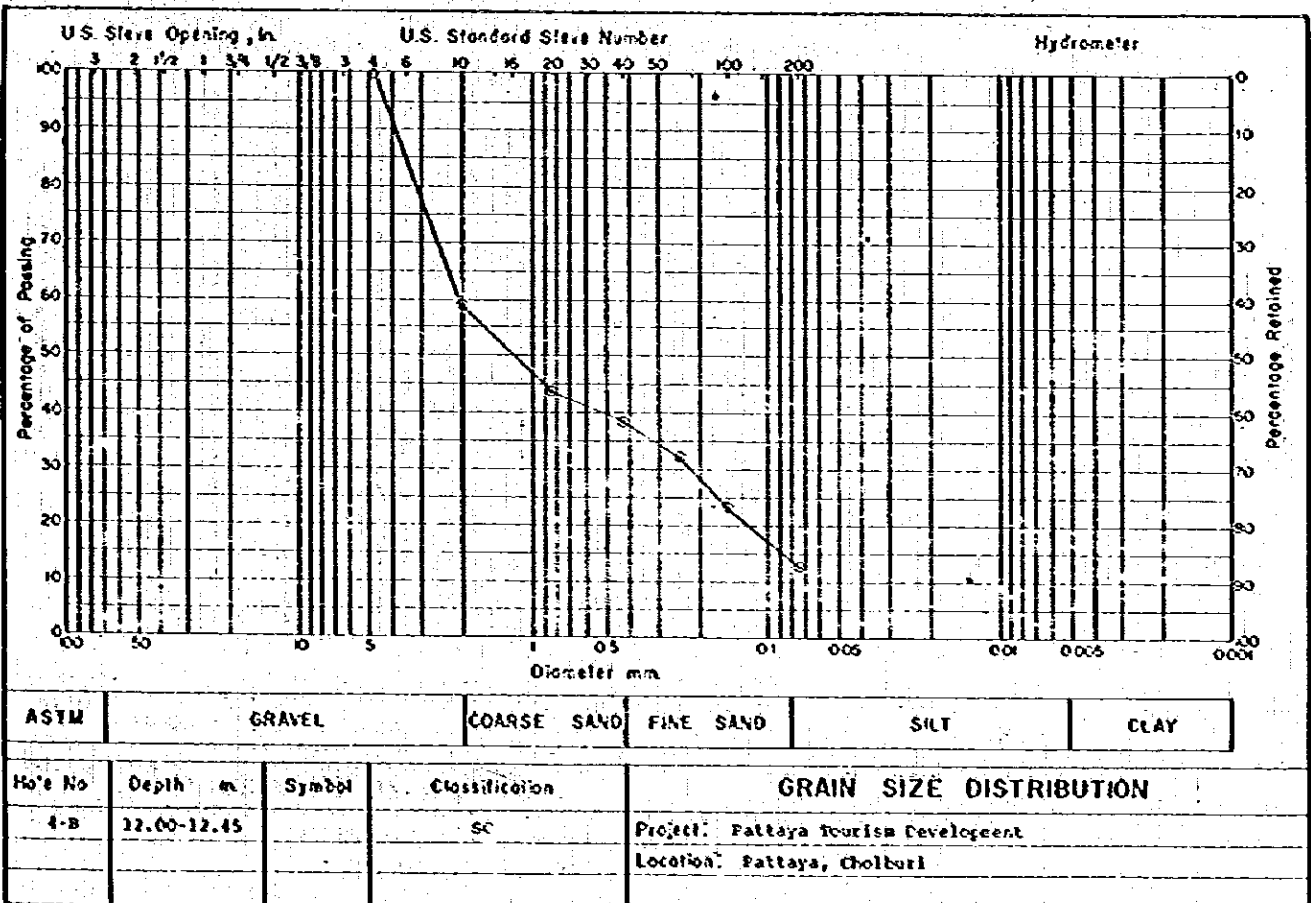 U.S. Sieve Opening, in. U.S. Standard Sieve Number Hydrometer
3 2 1½ 1 3/4 1/2 3/8 3 4 6 10 16 20 30 40 50 100 200
100 0
90 10
80 20
70 30
60 40
50 50
40 60
30 70
20 80
10 90
0 100
Percentage of Passing
Percentage Retained
100 50 10 5 1 0.5 0.1 0.05 0.01 0.005 0.001
Diameter mm.
ASTM GRAVEL COARSE SAND FINE SAND SILT CLAY
Hole No Depth m. Symbol Classification GRAIN SIZE DISTRIBUTION
4-B 12.00-12.45 SC Project: Pattaya Tourism Development
Location: Pattaya, Cholburi